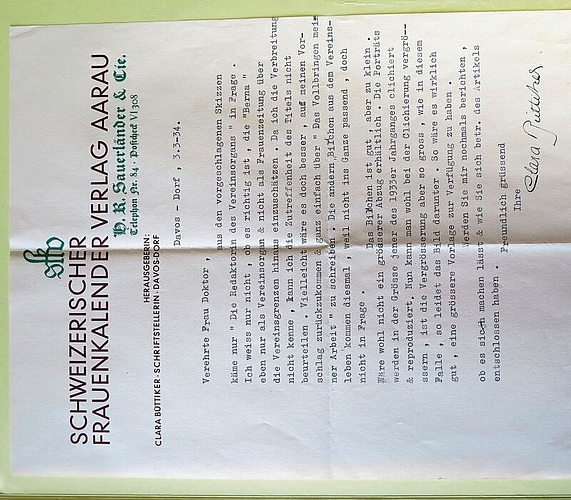 SCHWEIZERISCHER
FRAUENKALENDER VERLAG AARAU
H. R. Sauerländer & Cie.
Telephon Nr. 84 · Postscheck VI 308
HERAUSGEBERIN:
CLARA BÜTTIKER · SCHRIFTSTELLERIN: DAVOS-DORF
Davos - Dorf , 3-3-34.
Verehrte Frau Doktor ,
aus den vorgeschlagenen Skizzen
käme nur " Die Redaktorin des Vereinsorgans " in Frage .
Ich weiss nur nicht , ob es richtig ist , die "Berna "
eben nur als Vereinsorgan & nicht als Frauenzeitung über
die Vereinsgrenzen hinaus einzuschätzen . Da ich die Verbreitung
nicht kenne , kann ich die Zutreffenheit des Titels nicht
beurteilen . Vielleicht wäre es doch besser , auf meinen Vor-
schlag zurückzukommen & ganz einfach über " Das Vollbringen mei-
ner Arbeit " zu schreiben . Die andern Bildchen aus dem Vereins-
leben kommen diesmal , weil nicht ins Ganze passend , doch
nicht in Frage .
Das Bildchen ist gut , aber zu klein .
Wäre wohl nicht ein grösserer Abzug erhältlich . Die Porträts
werden in der Grösse jener des 1933er Jahrganges clichiert
& reproduziert. Nun kann man wohl bei der Clichierung vergrö--
ssern , ist die Vergrösserung aber so gross , wie in diesem
Falle , so leidet das Bild darunter . So wäre es wirklich
gut , eine grössere Vorlage zur Verfügung zu haben .
Werden Sie mir nochmals berichten ,
ob es sich machen lässt & wie Sie sich betr. des Artikels
entschlossen haben .
Freundlich grüssend
Ihre
Clara Büttiker.